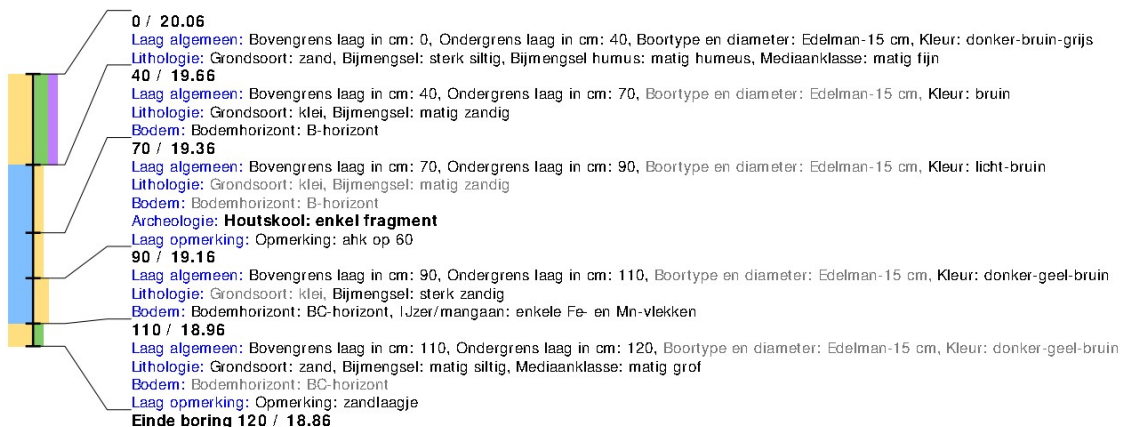 0 / 20.06
Laag algemeen: Bovengrens laag in cm: 0, Ondergrens laag in cm: 40, Boortype en diameter: Edelman-15 cm, Kleur: donker-bruin-grijs
Lithologie: Grondsoort: zand, Bijmengsel: sterk siltig, Bijmengsel humus: matig humeus, Mediaanklasse: matig fijn
40 / 19.66
Laag algemeen: Bovengrens laag in cm: 40, Ondergrens laag in cm: 70, Boortype en diameter: Edelman-15 cm, Kleur: bruin
Lithologie: Grondsoort: klei, Bijmengsel: matig zandig
Bodem: Bodemhorizont: B-horizont
70 / 19.36
Laag algemeen: Bovengrens laag in cm: 70, Ondergrens laag in cm: 90, Boortype en diameter: Edelman-15 cm, Kleur: licht-bruin
Lithologie: Grondsoort: klei, Bijmengsel: matig zandig
Bodem: Bodemhorizont: B-horizont
Archeologie: Houtskool: enkel fragment
Laag opmerking: Opmerking: ahk op 60
90 / 19.16
Laag algemeen: Bovengrens laag in cm: 90, Ondergrens laag in cm: 110, Boortype en diameter: Edelman-15 cm, Kleur: donker-geel-bruin
Lithologie: Grondsoort: klei, Bijmengsel: sterk zandig
Bodem: Bodemhorizont: BC-horizont, IJzer/mangaan: enkele Fe- en Mn-vlekken
110 / 18.96
Laag algemeen: Bovengrens laag in cm: 110, Ondergrens laag in cm: 120, Boortype en diameter: Edelman-15 cm, Kleur: donker-geel-bruin
Lithologie: Grondsoort: zand, Bijmengsel: matig siltig, Mediaanklasse: matig grof
Bodem: Bodemhorizont: BC-horizont
Laag opmerking: Opmerking: zandlaagje
Einde boring 120 / 18.86